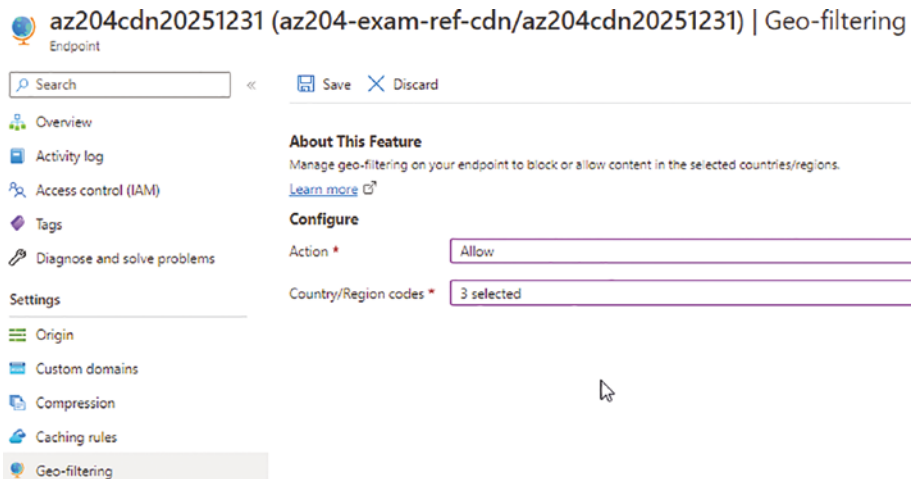 az204cdn20251231 (az204-exam-ref-cdn/az204cdn20251231) | Geo-filtering
Endpoint
Search
«
Save
Discard
Overview
Activity log
Access control (IAM)
Tags
Diagnose and solve problems
Settings
Origin
Custom domains
Compression
Caching rules
Geo-filtering
About This Feature
Manage geo-filtering on your endpoint to block or allow content in the selected countries/regions.
Learn more
Configure
Action *
Allow
Country/Region codes *
3 selected